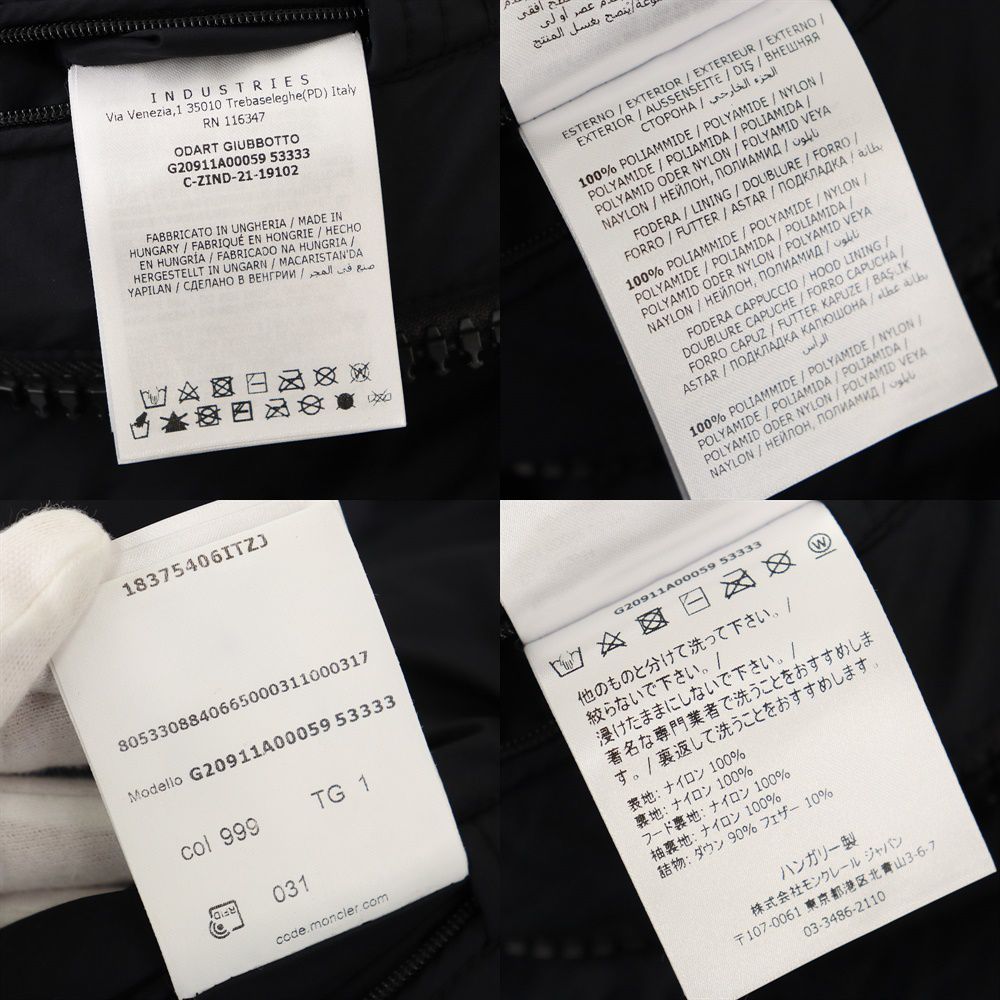 INDUSTRIES
Via Venezia,1 35010 Trebaseleghe(PD) Italy
RN 116347
ODART GIUBBOTTO
G20911A00059 53333
C-ZIND-21-19102
FABBRICATO IN UNGHERIA / MADE IN
HUNGARY / FABRIQUÉ EN HONGRIE / HECHO
EN HUNGRÍA / FABRICADO NA HUNGRIA /
HERGESTELLT IN UNGARN / MACARISTAN'DA
YAPILAN / СДЕЛАНО В ВЕНГРИИ / صنع في المجر
ESTERNO / EXTERIOR / EXTERIEUR / EXTERIOR /
EXTERIOR / AUSSENSEITE / DIŞ / ВНЕШНЯЯ
СТОРОНА / الجزء الخارجي
100% POLIAMMIDE / POLYAMIDE / NYLON /
POLYAMIDE / POLIAMIDA / POLIAMIDA /
POLYAMID ODER NYLON / POLYAMID VEYA
NAYLON / НЕЙЛОН, ПОЛИАМИД / نايلون
FODERA / LINING / DOUBLURE / FORRO /
FORRO / FUTTER / ASTAR / ПОДКЛАДКА / بطانة
100% POLIAMMIDE / POLYAMIDE / NYLON /
POLYAMIDE / POLIAMIDA / POLIAMIDA /
POLYAMID ODER NYLON / POLYAMID VEYA
NAYLON / НЕЙЛОН, ПОЛИАМИД / نايلون
FODERA CAPPUCCIO / HOOD LINING /
DOUBLURE CAPUCHE / FORRO CAPUCHA /
FORRO CAPUZ / FUTTER KAPUZE / BAŞLIK
ASTAR / ПОДКЛАДКА КАПЮШОНА / بطانة غطاء
الرأس
100% POLIAMMIDE / POLYAMIDE / NYLON /
POLYAMIDE / POLIAMIDA / POLIAMIDA /
POLYAMID ODER NYLON / POLYAMID VEYA
NAYLON / НЕЙЛОН, ПОЛИАМИД / نايلون
18375406ITZJ
8053308840665000311000317
Modello G20911A00059 53333
col 999 TG 1
031
RFID
code.moncler.com
G20911A00059 53333
W
他のものと分けて洗って下さい。/
絞らないで下さい。/
浸けたままにしないで下さい。/
著名な専門業者で洗うことをおすすめしま
す。/ 裏返して洗うことをおすすめします。
表地: ナイロン 100%
裏地: ナイロン 100%
フード裏地: ナイロン 100%
袖裏地: ナイロン 100%
詰物: ダウン 90% フェザー 10%
ハンガリー製
株式会社モンクレール ジャパン
〒107-0061 東京都港区北青山3-6-7
03-3486-2110